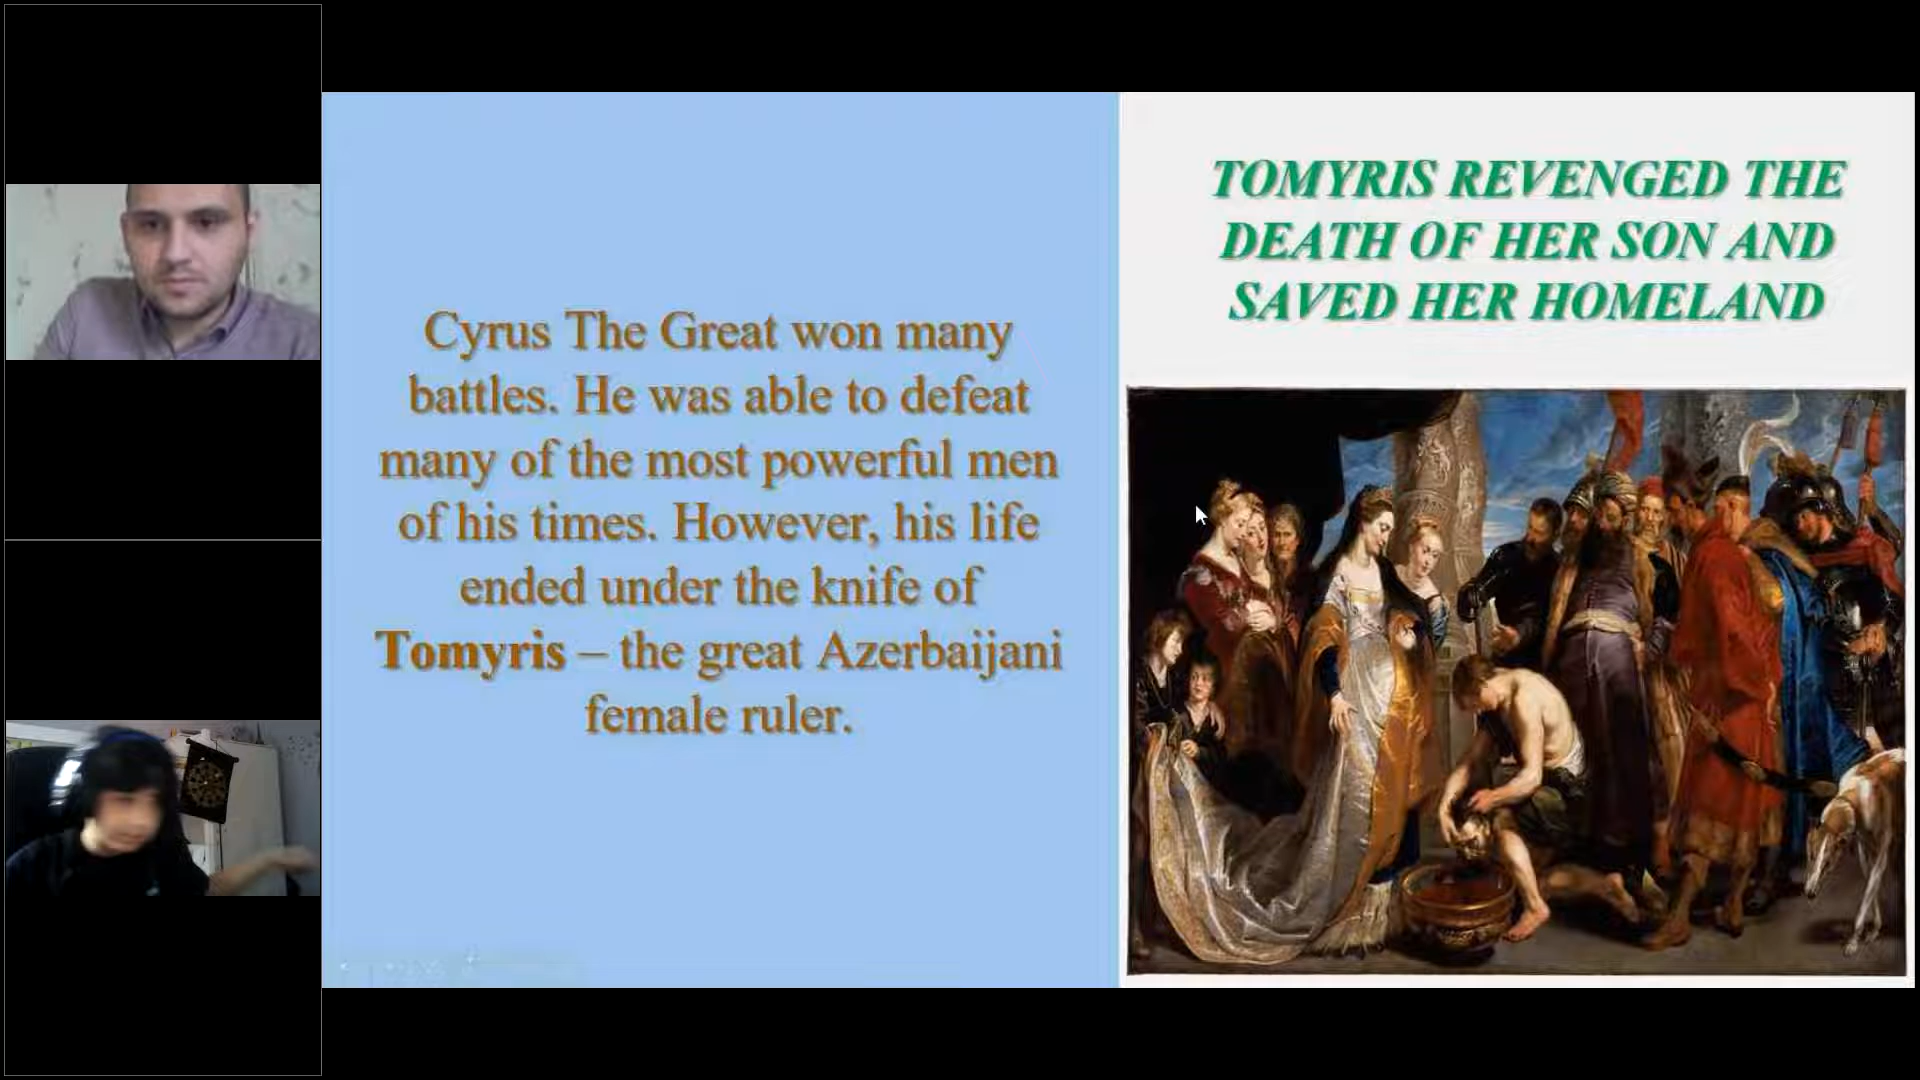 Cyrus The Great won many
battles. He was able to defeat
many of the most powerful men
of his times. However, his life
ended under the knife of
Tomyris – the great Azerbaijani
female ruler.
TOMYRIS REVENGED THE
DEATH OF HER SON AND
SAVED HER HOMELAND